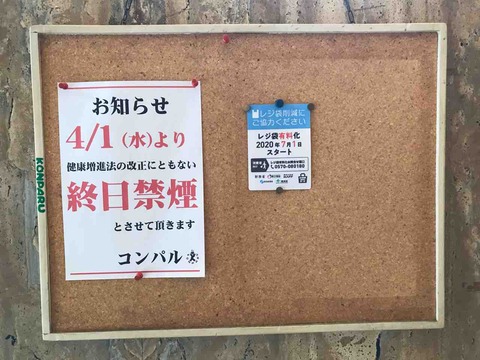 お知らせ
4/1(水)より
健康増進法の改正にともない
終日禁煙
とさせて頂きます
コンパル
KONDARU
レジ袋削減に
ご協力ください
レジ袋有料化
2020年7月1日
スタート
0570-080180